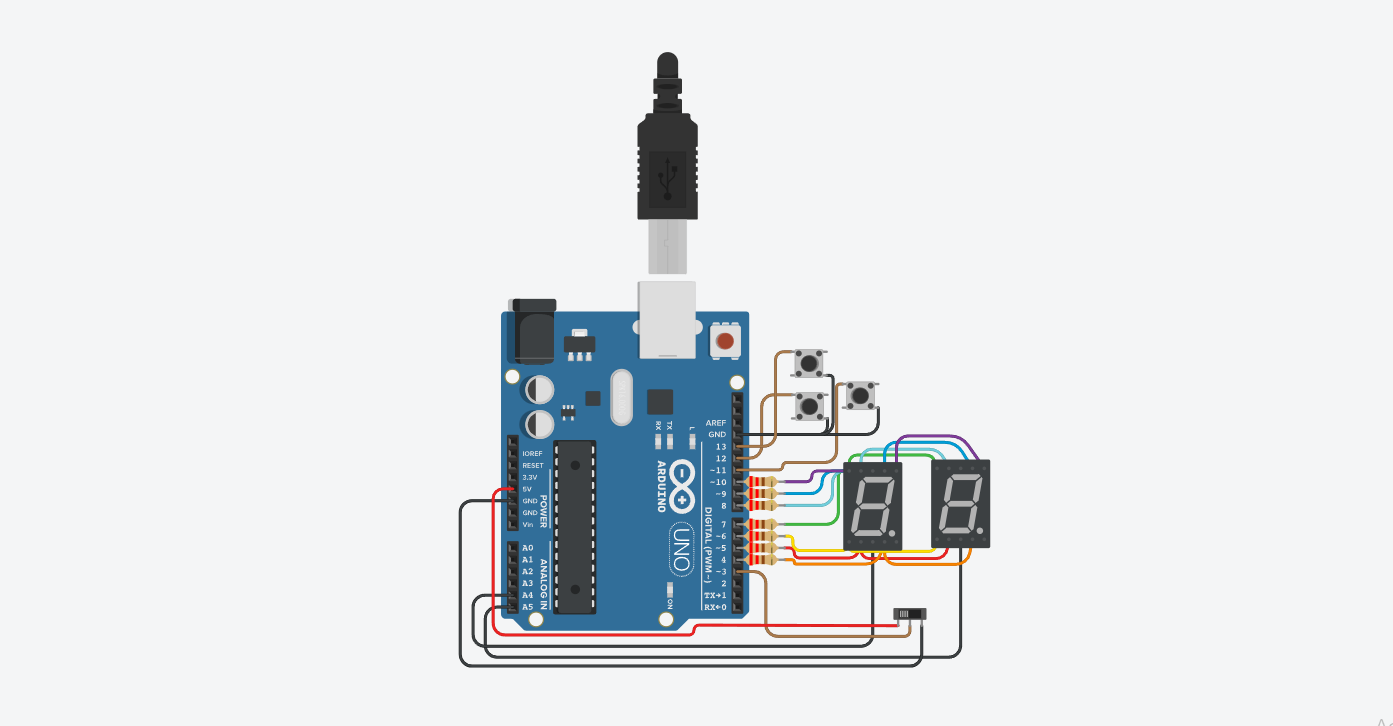 AREF
GND
13
12
~11
~10
~9
8
7
~6
~5
4
~3
2
TX→1
RX←0
IOREF
RESET
3.3V
5V
GND
GND
Vin
A0
A1
A2
A3
A4
A5
POWER
ANALOG IN
RX
TX
L
ARDUINO
UNO
DIGITAL (PWM~)
ON